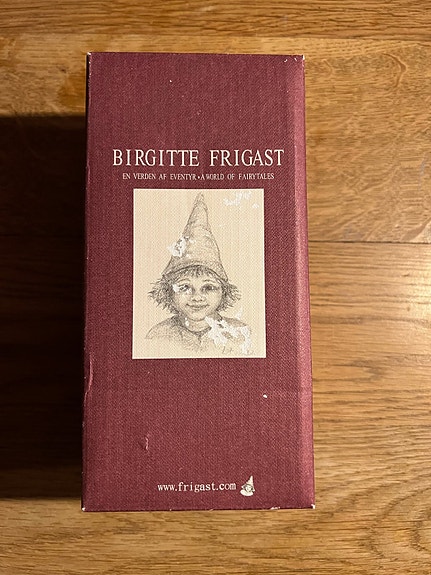 BIRGITTE FRIGAST
EN VERDEN AF EVENTYR • A WORLD OF FAIRYTALES
www.frigast.com